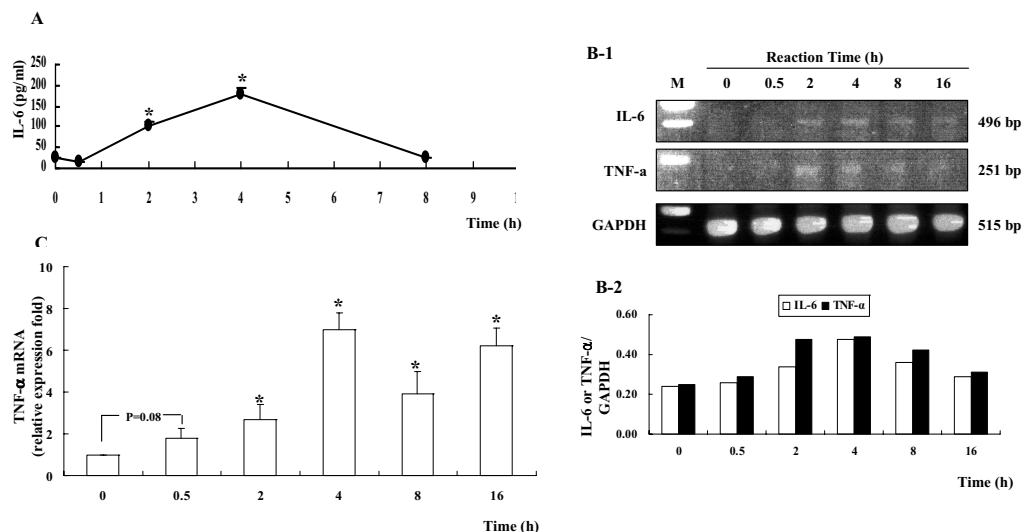 A
IL-6 (pg/ml)
250
200
150
100
50
0
* *
0 1 2 3 4 5 6 7 8 9 1
Time (h)
B-1
Reaction Time (h)
M 0 0.5 2 4 8 16
IL-6 496 bp
TNF-a 251 bp
GAPDH 515 bp
C
TNF-α mRNA
(relative expression fold)
10
8
6
4
2
0
P=0.08
* * * *
0 0.5 2 4 8 16
Time (h)
B-2
IL-6 TNF-α
IL-6 or TNF-α/
GAPDH
0.60
0.40
0.20
0.00
0 0.5 2 4 8 16
Time (h)